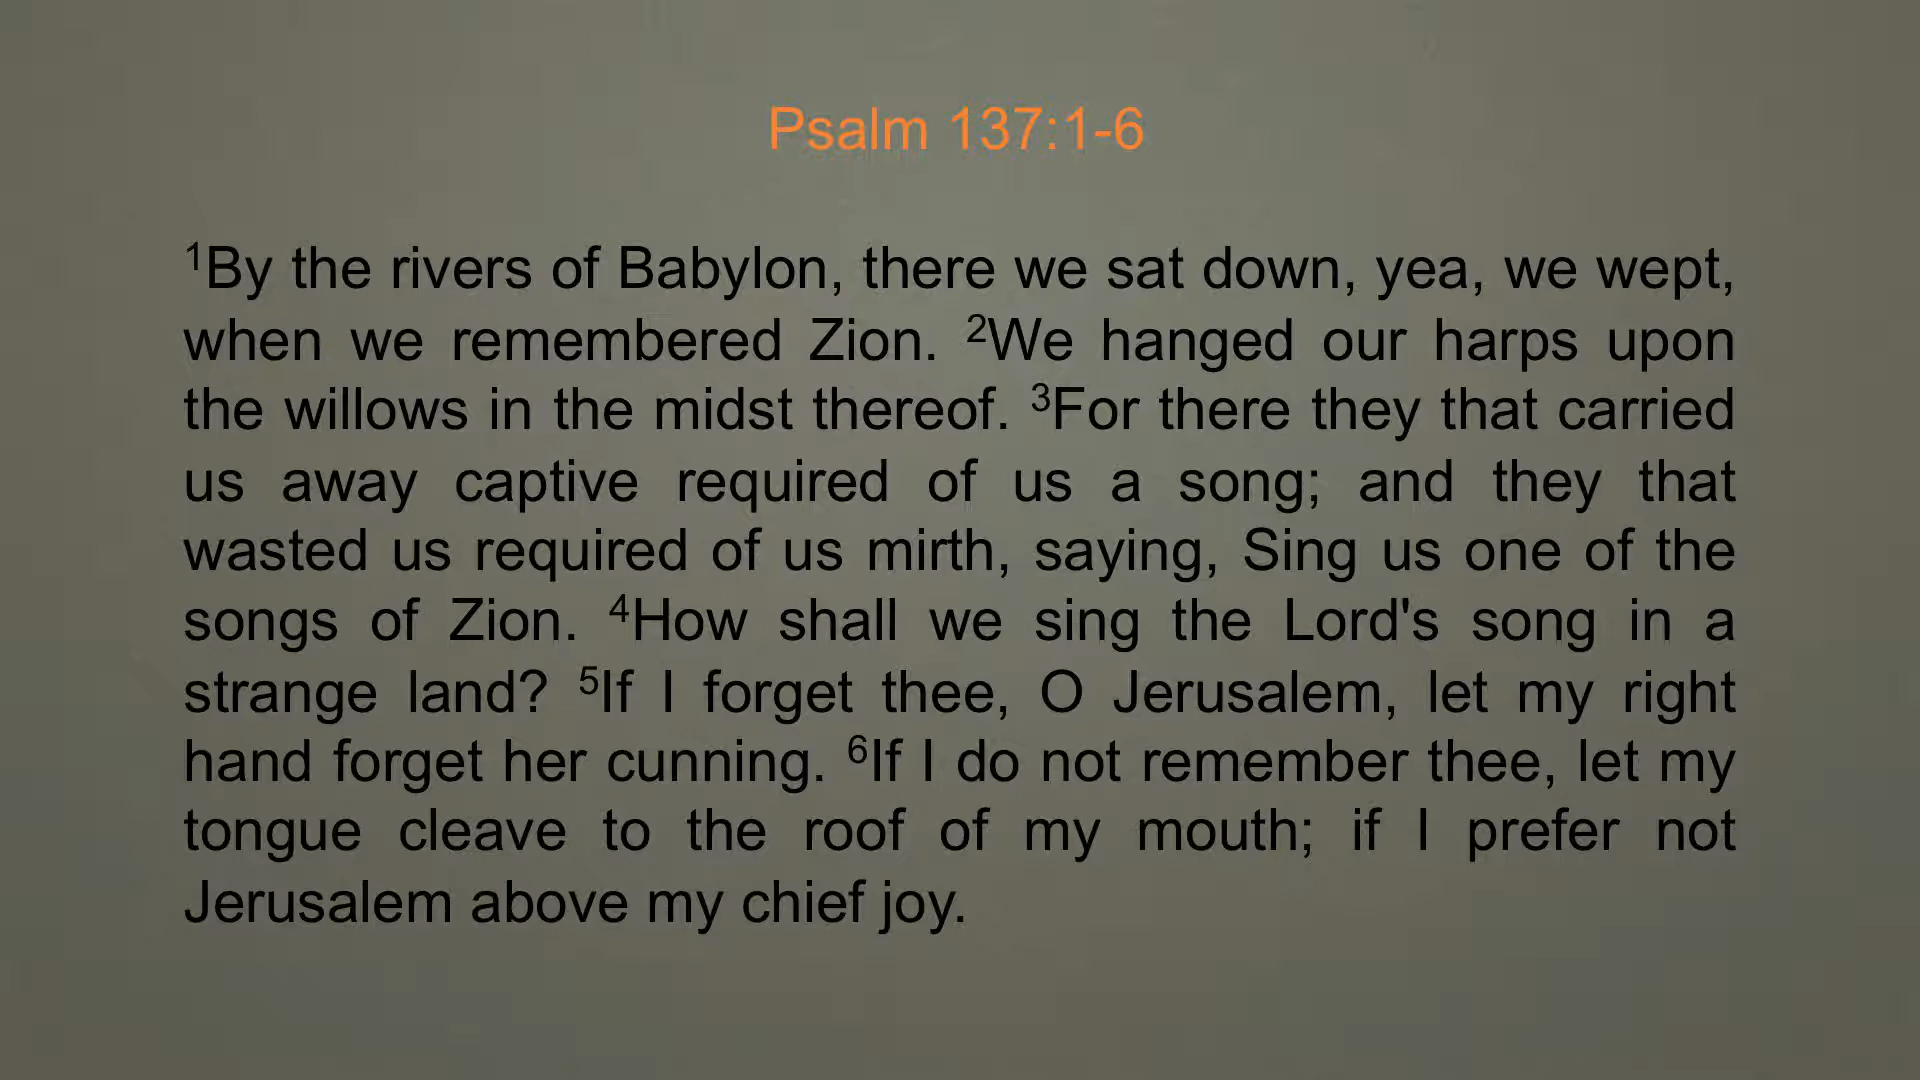 Psalm 137:1-6
¹By the rivers of Babylon, there we sat down, yea, we wept,
when we remembered Zion. ²We hanged our harps upon
the willows in the midst thereof. ³For there they that carried
us away captive required of us a song; and they that
wasted us required of us mirth, saying, Sing us one of the
songs of Zion. ⁴How shall we sing the Lord's song in a
strange land? ⁵If I forget thee, O Jerusalem, let my right
hand forget her cunning. ⁶If I do not remember thee, let my
tongue cleave to the roof of my mouth; if I prefer not
Jerusalem above my chief joy.